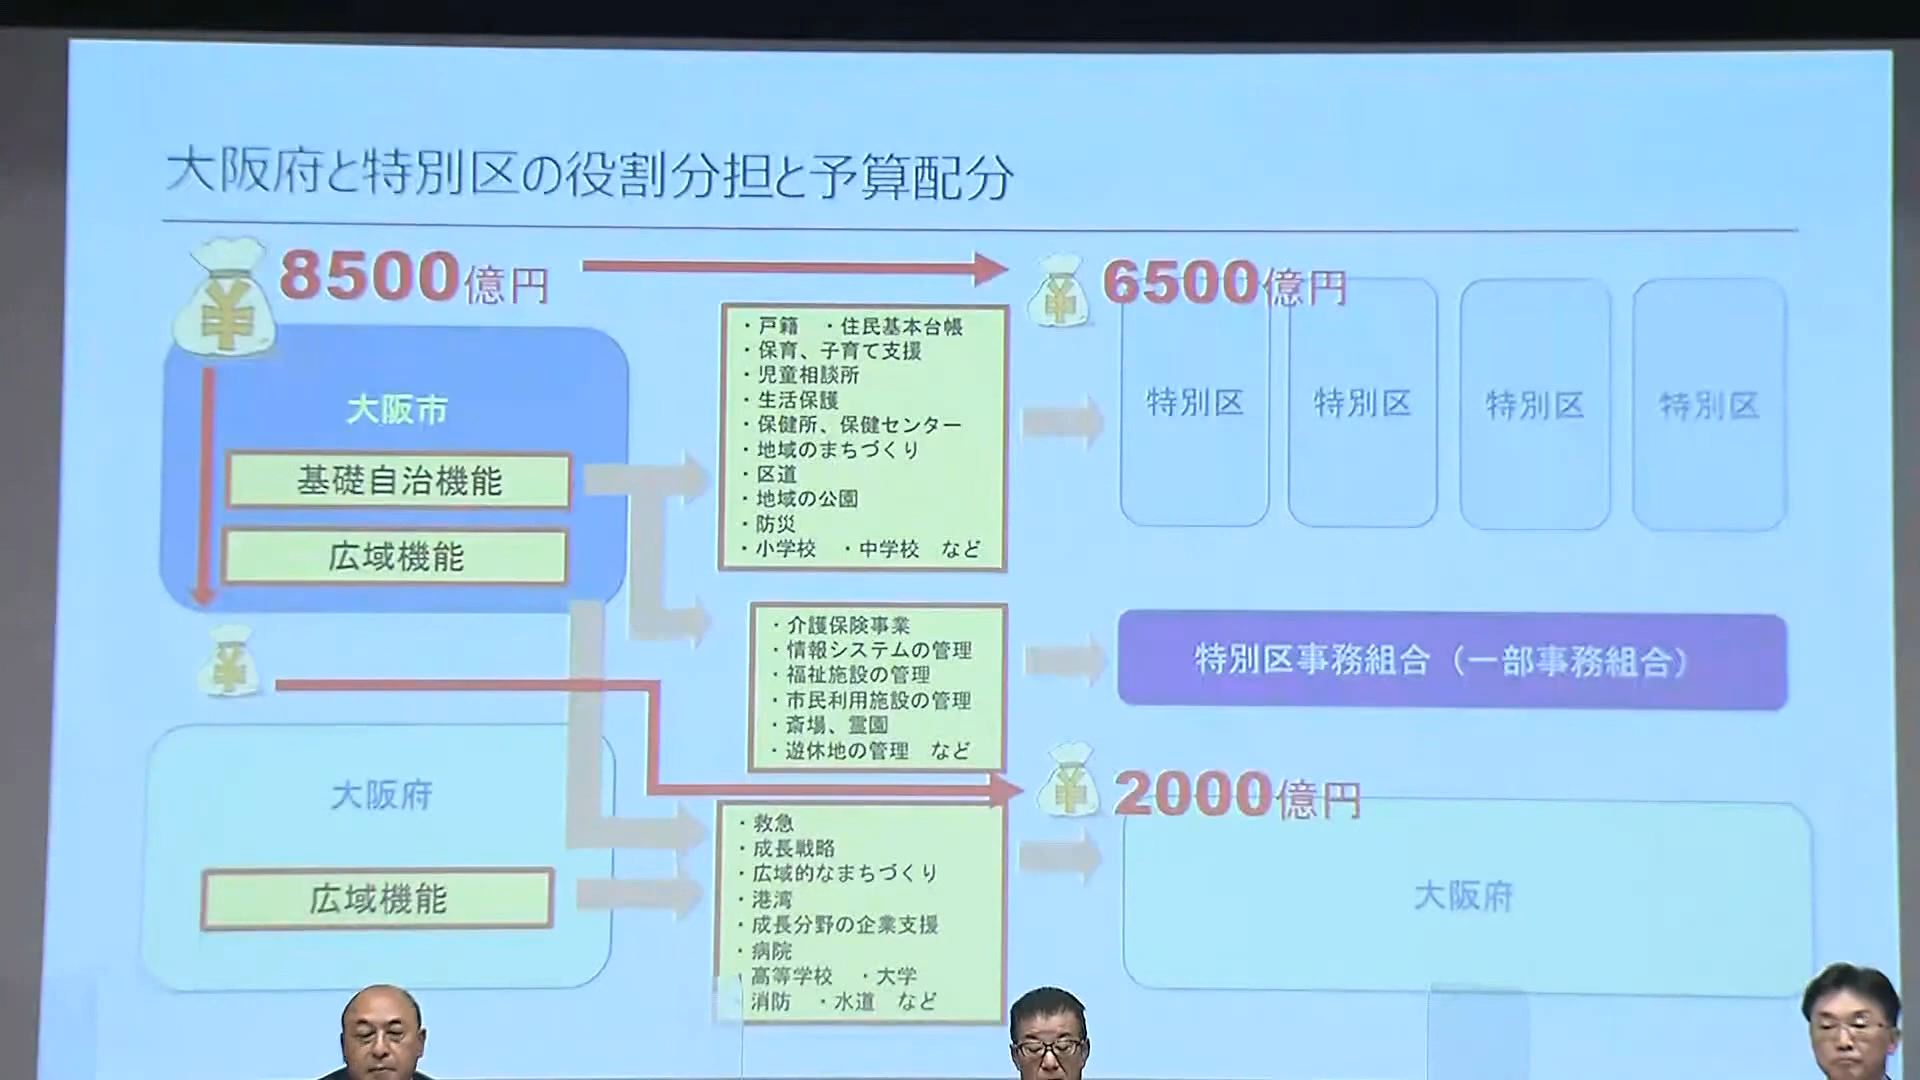 大阪府と特別区の役割分担と予算配分
8500億円
6500億円
大阪市
基礎自治機能
広域機能
・戸籍　・住民基本台帳
・保育、子育て支援
・児童相談所
・生活保護
・保健所、保健センター
・地域のまちづくり
・区道
・地域の公園
・防災
・小学校　・中学校　など
特別区
特別区
特別区
特別区
・介護保険事業
・情報システムの管理
・福祉施設の管理
・市民利用施設の管理
・斎場、霊園
・遊休地の管理　など
特別区事務組合（一部事務組合）
2000億円
大阪府
広域機能
・救急
・成長戦略
・広域的なまちづくり
・港湾
・成長分野の企業支援
・病院
・高等学校　・大学
・消防　・水道　など
大阪府